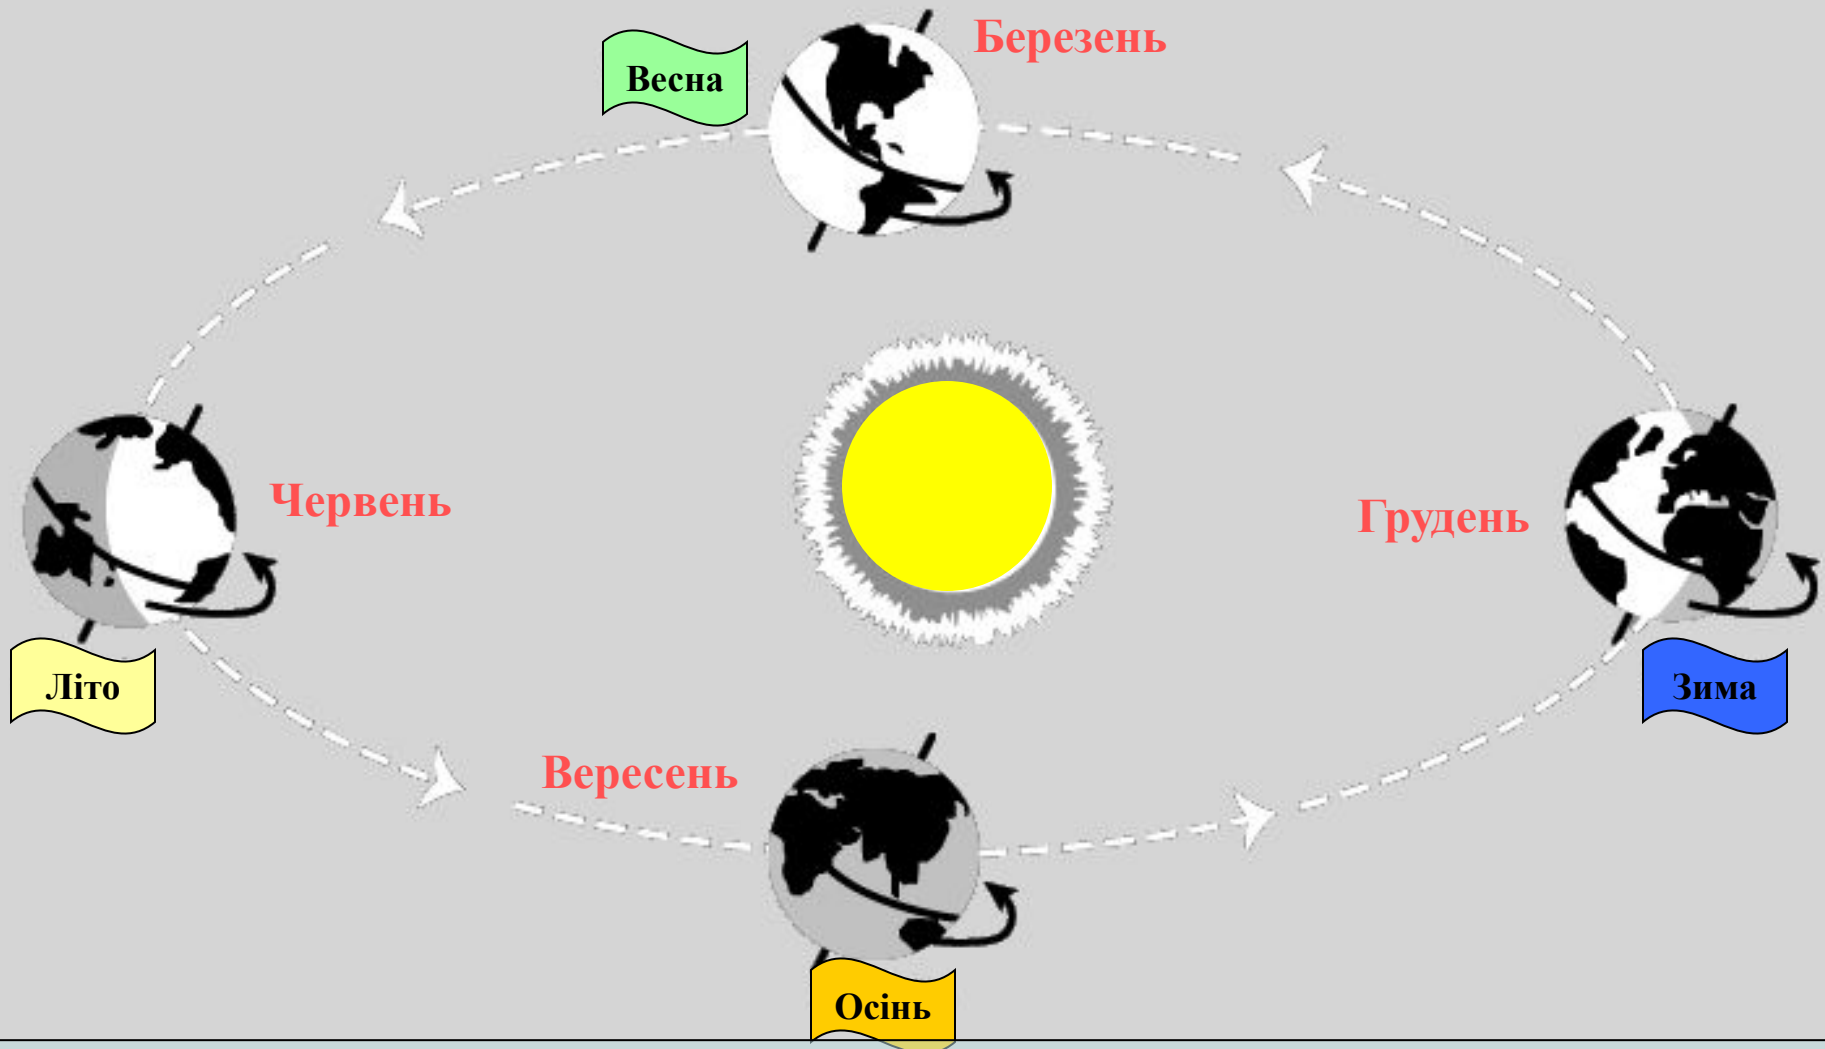 Березень
Весна
Червень
Грудень
Літо
Зима
Вересень
Осінь